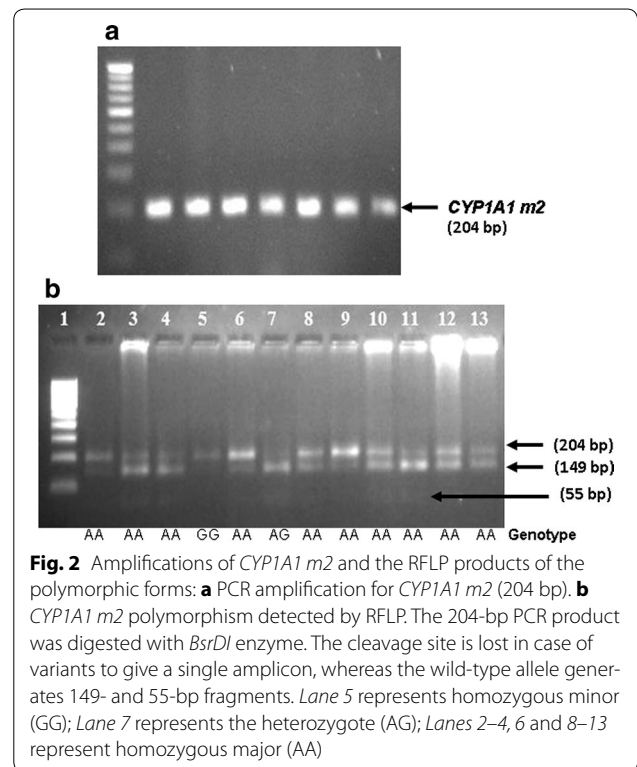 a
CYP1A1 m2
(204 bp)
b
1 2 3 4 5 6 7 8 9 10 11 12 13
(204 bp)
(149 bp)
(55 bp)
AA AA AA GG AA AG AA AA AA AA AA AA Genotype
Fig. 2 Amplifications of CYP1A1 m2 and the RFLP products of the
polymorphic forms: a PCR amplification for CYP1A1 m2 (204 bp). b
CYP1A1 m2 polymorphism detected by RFLP. The 204-bp PCR product
was digested with BsrDI enzyme. The cleavage site is lost in case of
variants to give a single amplicon, whereas the wild-type allele gener-
ates 149- and 55-bp fragments. Lane 5 represents homozygous minor
(GG); Lane 7 represents the heterozygote (AG); Lanes 2–4, 6 and 8–13
represent homozygous major (AA)